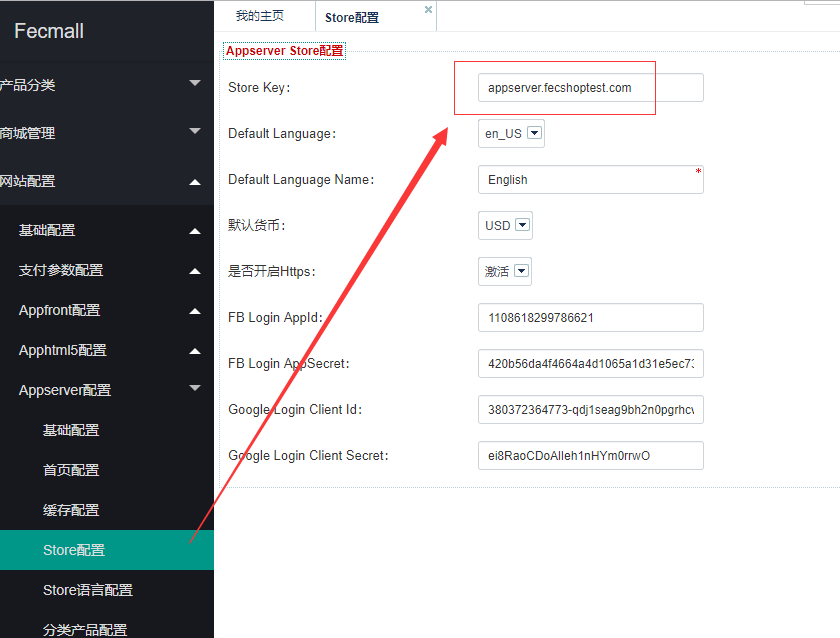 Fecmall
产品分类
商城管理
网站配置
基础配置
支付参数配置
Appfront配置
Apphtml5配置
Appserver配置
基础配置
首页配置
缓存配置
Store配置
Store语言配置
分类产品配置
我的主页
Store配置
Appserver Store配置
Store Key: appserver.fecshoptest.com
Default Language: en_US
Default Language Name: English *
默认货币: USD
是否开启Https: 激活
FB Login AppId: 1108618299786621
FB Login AppSecret: 420b56da4f4664a4d1065a1d31e5ec73
Google Login Client Id: 380372364773-qdj1seag9bh2n0pgrhcv
Google Login Client Secret: ei8RaoCDoAlleh1nHYm0rrwO